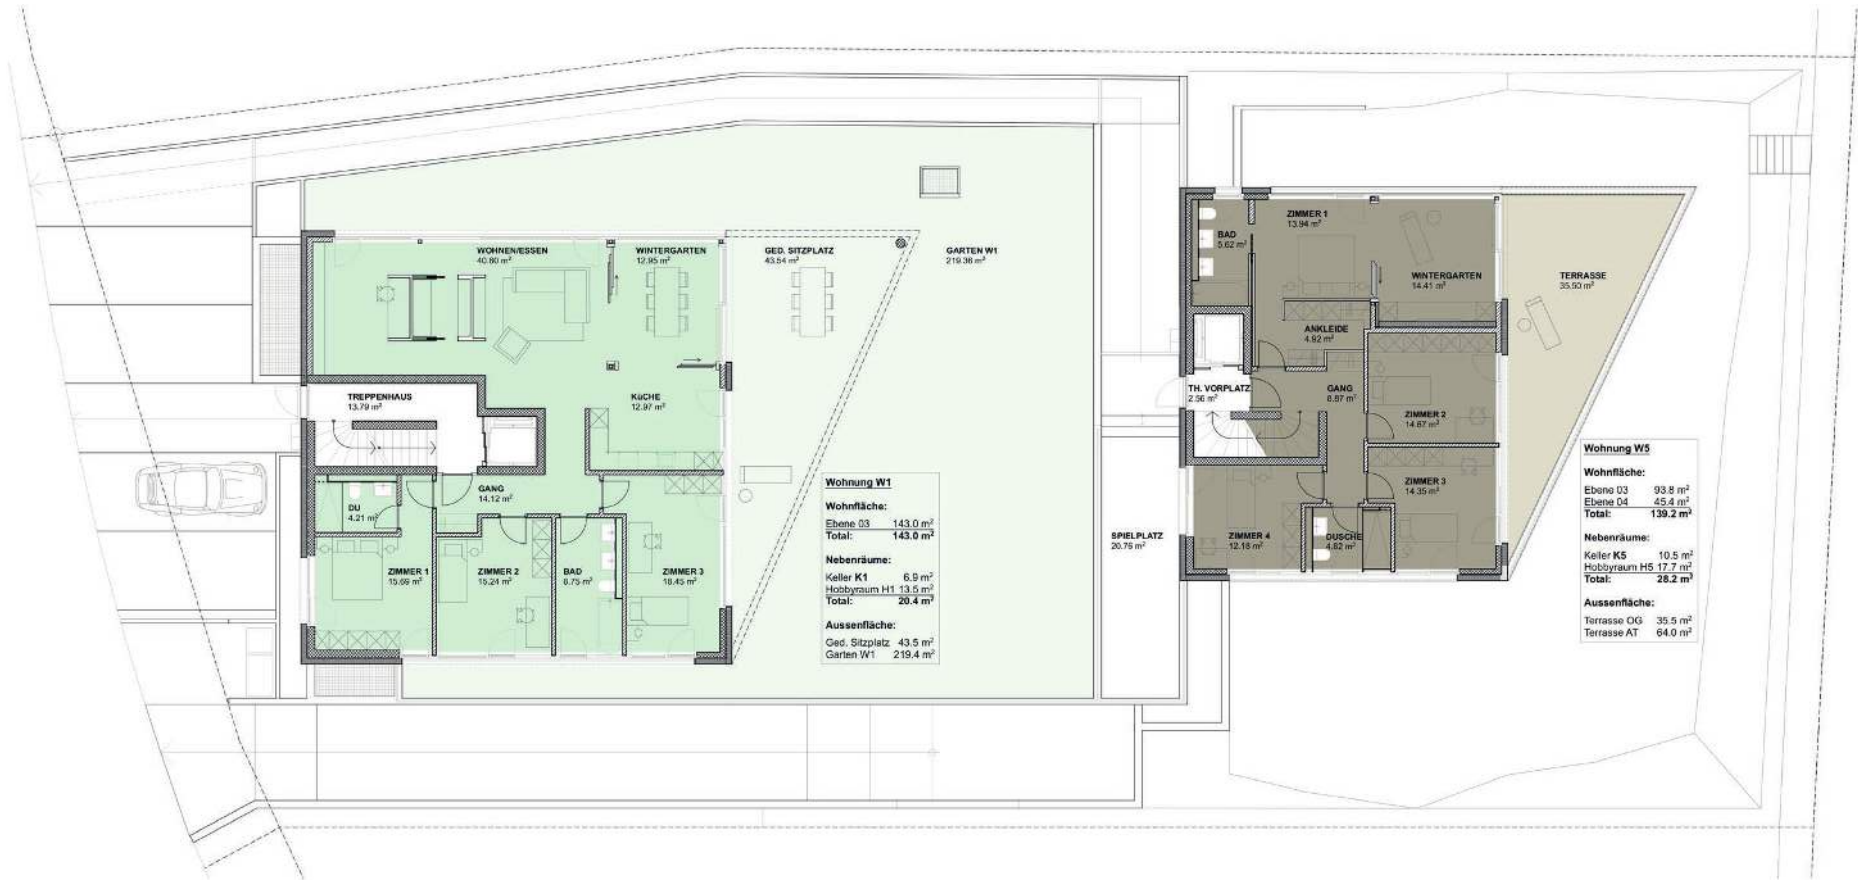 WOHNEN/ESSEN
40.80 m²
WINTERGARTEN
12.95 m²
GED. SITZPLATZ
43.54 m²
GARTEN W1
219.36 m²
TREPPENHAUS
13.79 m²
KüCHE
12.97 m²
GANG
14.12 m²
DU
4.21 m²
ZIMMER 1
15.69 m²
ZIMMER 2
15.24 m²
BAD
6.75 m²
ZIMMER 3
18.45 m²
Wohnung W1
Wohnfläche:
Ebene 03 143.0 m²
Total: 143.0 m²
Nebenräume:
Keller K1 6.9 m²
Hobbyraum H1 13.5 m²
Total: 20.4 m²
Aussenfläche:
Ged. Sitzplatz 43.5 m²
Garten W1 219.4 m²
SPIELPLATZ
20.76 m²
BAD
5.62 m²
ZIMMER 1
13.94 m²
WINTERGARTEN
14.41 m²
TERRASSE
35.50 m²
ANKLEIDE
4.92 m²
TH. VORPLATZ
2.56 m²
GANG
8.87 m²
ZIMMER 2
14.67 m²
ZIMMER 3
14.35 m²
ZIMMER 4
12.18 m²
DUSCHE
4.82 m²
Wohnung W5
Wohnfläche:
Ebene 03 93.8 m²
Ebene 04 45.4 m²
Total: 139.2 m²
Nebenräume:
Keller K5 10.5 m²
Hobbyraum H5 17.7 m²
Total: 28.2 m²
Aussenfläche:
Terrasse OG 35.5 m²
Terrasse AT 64.0 m²